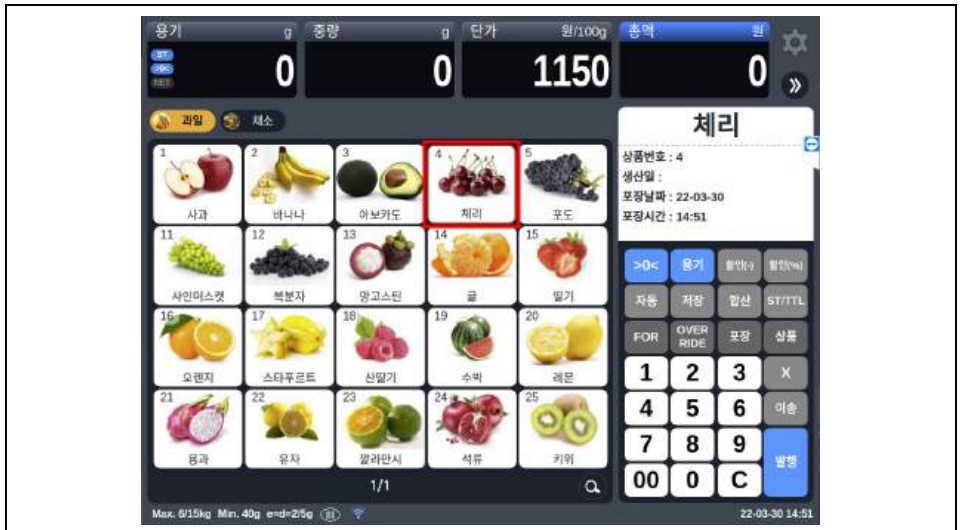 용기 g 중량 g 단가 원/100g 총액 원
ST
>0<
NET
0 0 1150 0
과일 채소
체리
상품번호 : 4
생산일 :
포장날짜 : 22-03-30
포장시간 : 14:51
1 2 3 4 5
사과 바나나 아보카도 체리 포도
11 12 13 14 15
샤인머스켓 복분자 망고스틴 귤 딸기
16 17 18 19 20
오렌지 스타푸르트 산딸기 수박 레몬
21 22 23 24 25
용과 유자 깔라만시 석류 키위
1/1
>0< 용기 할인(-) 할인(%)
자동 저장 합산 ST/TTL
FOR OVER RIDE 포장 상품
1 2 3 X
4 5 6 이송
7 8 9 발행
00 0 C
Max. 6/15kg Min. 40g e=d=2/5g
22-03-30 14:51